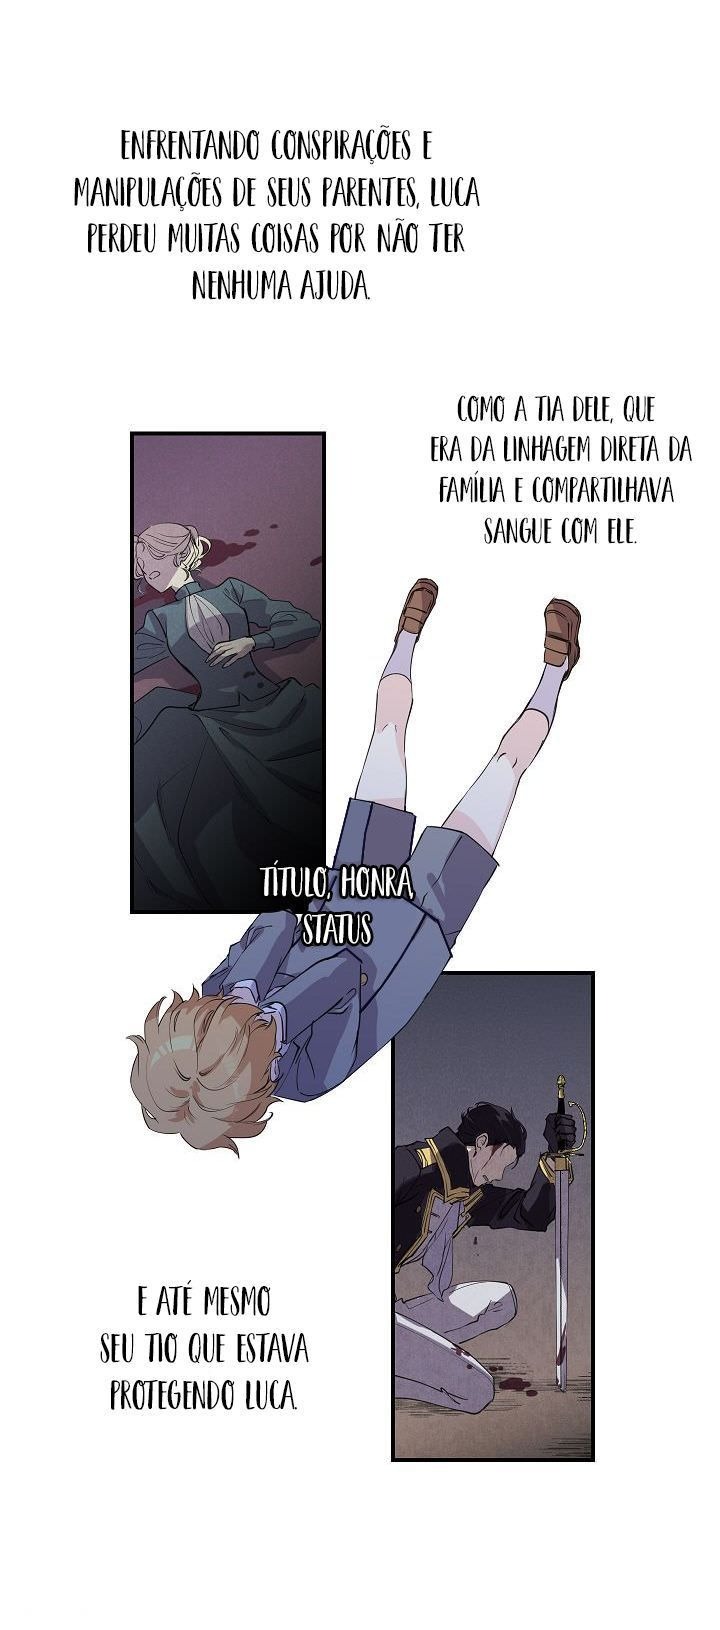 ENFRENTANDO CONSPIRAÇÕES E
MANIPULAÇÕES DE SEUS PARENTES, LUCA
PERDEU MUITAS COISAS POR NÃO TER
NENHUMA AJUDA.
COMO A TIA DELE, QUE
ERA DA LINHAGEM DIRETA DA
FAMÍLIA E COMPARTILHAVA
SANGUE COM ELE.
TÍTULO, HONRA,
STATUS
E ATÉ MESMO
SEU TIO QUE ESTAVA
PROTEGENDO LUCA.